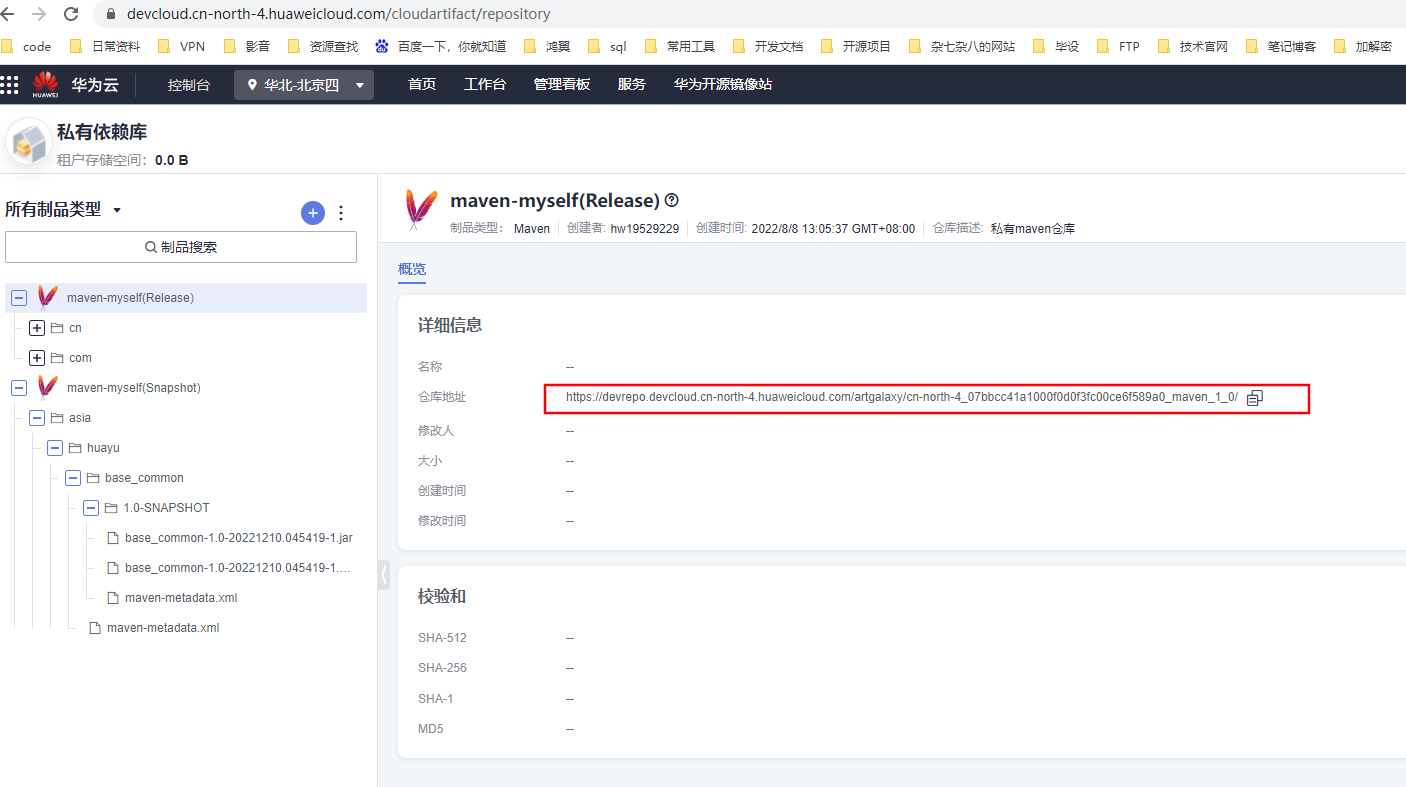 devcloud.cn-north-4.huaweicloud.com/cloudartifact/repository
code 日常资料 VPN 影音 资源查找 百度一下，你就知道 鸿翼 sql 常用工具 开发文档 开源项目 杂七杂八的网站 毕设 FTP 技术官网 笔记博客 加解密
HUAWEI 华为云 控制台 华北-北京四 首页 工作台 管理看板 服务 华为开源镜像站
私有依赖库
租户存储空间: 0.0 B
所有制品类型
制品搜索
maven-myself(Release)
cn
com
maven-myself(Snapshot)
asia
huayu
base_common
1.0-SNAPSHOT
base_common-1.0-20221210.045419-1.jar
base_common-1.0-20221210.045419-1....
maven-metadata.xml
maven-metadata.xml
maven-myself(Release)
制品类型: Maven 创建者: hw19529229 创建时间: 2022/8/8 13:05:37 GMT+08:00 仓库描述: 私有maven仓库
概览
详细信息
名称 --
仓库地址 https://devrepo.devcloud.cn-north-4.huaweicloud.com/artgalaxy/cn-north-4_07bbcc41a1000f0d0f3fc00ce6f589a0_maven_1_0/
修改人 --
大小 --
创建时间 --
修改时间 --
校验和
SHA-512 --
SHA-256 --
SHA-1 --
MD5 --